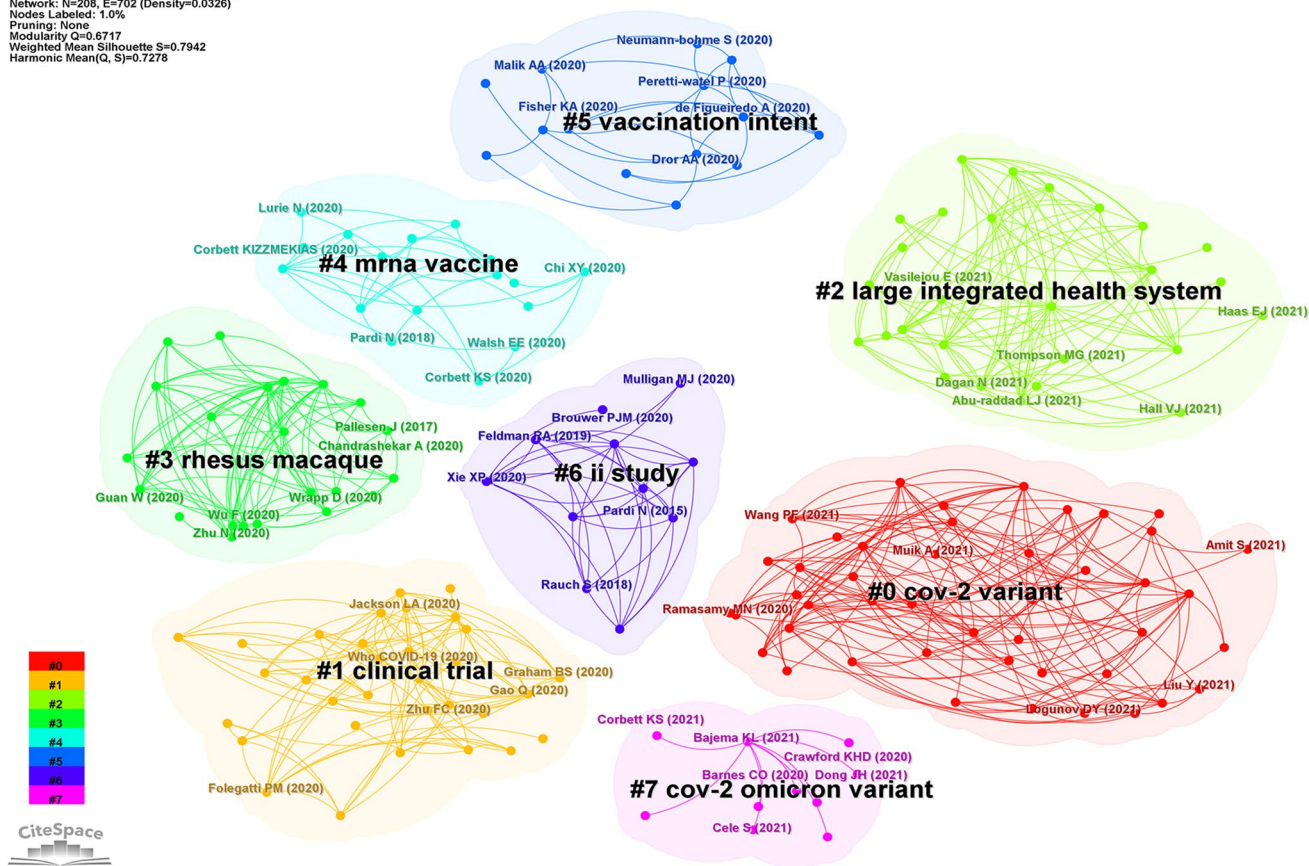 Network: N=208, E=702 (Density=0.0326)
Nodes Labeled: 1.0%
Pruning: None
Modularity Q=0.6717
Weighted Mean Silhouette S=0.7942
Harmonic Mean(Q, S)=0.7278
Neumann-bohme S (2020)
Malik AA (2020)
Peretti-watel P (2020)
Fisher KA (2020)
de Figueiredo A (2020)
#5 vaccination intent
Dror AA (2020)
Lurie N (2020)
Corbett KIZZMEKIAS (2020)
#4 mrna vaccine
Chi XY (2020)
Pardi N (2018)
Walsh EE (2020)
Corbett KS (2020)
Vasileiou E (2021)
#2 large integrated health system
Haas EJ (2021)
Thompson MG (2021)
Dagan N (2021)
Abu-raddad LJ (2021)
Hall VJ (2021)
Pallesen J (2017)
Chandrashekar A (2020)
#3 rhesus macaque
Guan W (2020)
Wrapp D (2020)
Wu F (2020)
Zhu N (2020)
Mulligan MJ (2020)
Brouwer PJM (2020)
Feldman RA (2019)
#6 ii study
Xie XP (2020)
Pardi N (2015)
Rauch S (2018)
Wang PF (2021)
Muik A (2021)
Amit S (2021)
#0 cov-2 variant
Ramasamy MN (2020)
Liu Y (2021)
Logunov DY (2021)
Jackson LA (2020)
Who COVID-19 (2020)
#1 clinical trial
Graham BS (2020)
Gao Q (2020)
Zhu FC (2020)
Folegatti PM (2020)
Corbett KS (2021)
Bajema KL (2021)
Crawford KHD (2020)
Barnes CO (2020)
Dong JH (2021)
#7 cov-2 omicron variant
Cele S (2021)
#0
#1
#2
#3
#4
#5
#6
#7
CiteSpace